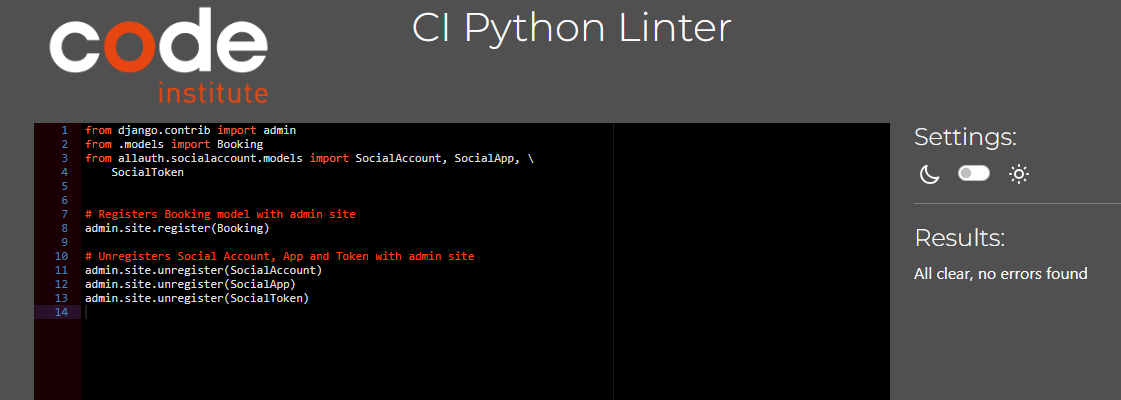 code
institute
CI Python Linter
1 from django.contrib import admin
2 from .models import Booking
3 from allauth.socialaccount.models import SocialAccount, SocialApp, \
4     SocialToken
5
6
7 # Registers Booking model with admin site
8 admin.site.register(Booking)
9
10 # Unregisters Social Account, App and Token with admin site
11 admin.site.unregister(SocialAccount)
12 admin.site.unregister(SocialApp)
13 admin.site.unregister(SocialToken)
14
Settings:
Results:
All clear, no errors found